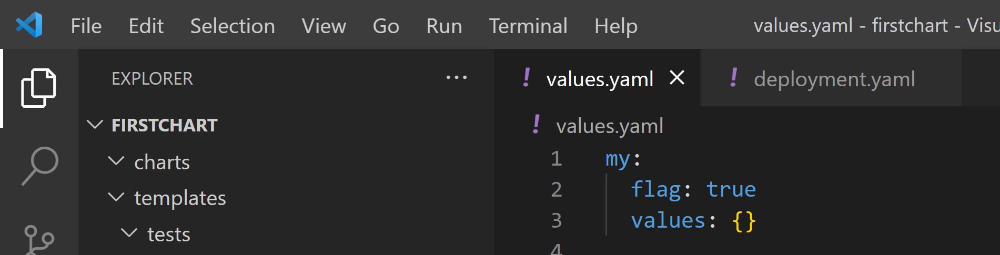 File Edit Selection View Go Run Terminal Help values.yaml - firstchart - Visu
EXPLORER ···
values.yaml deployment.yaml
FIRSTCHART
charts
templates
tests
values.yaml
1 my:
2 flag: true
3 values: {}
4